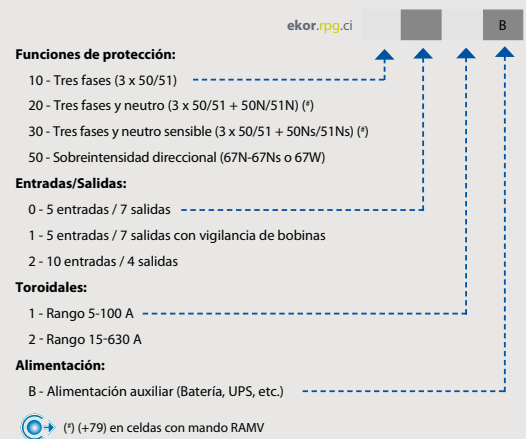 ekor.rpg.ci B
Funciones de protección:
10 - Tres fases (3 x 50/51)
20 - Tres fases y neutro (3 x 50/51 + 50N/51N) (ª)
30 - Tres fases y neutro sensible (3 x 50/51 + 50Ns/51Ns) (ª)
50 - Sobreintensidad direccional (67N-67Ns o 67W)
Entradas/Salidas:
0 - 5 entradas / 7 salidas
1 - 5 entradas / 7 salidas con vigilancia de bobinas
2 - 10 entradas / 4 salidas
Toroidales:
1 - Rango 5-100 A
2 - Rango 15-630 A
Alimentación:
B - Alimentación auxiliar (Batería, UPS, etc.)
(ª) (+79) en celdas con mando RAMV